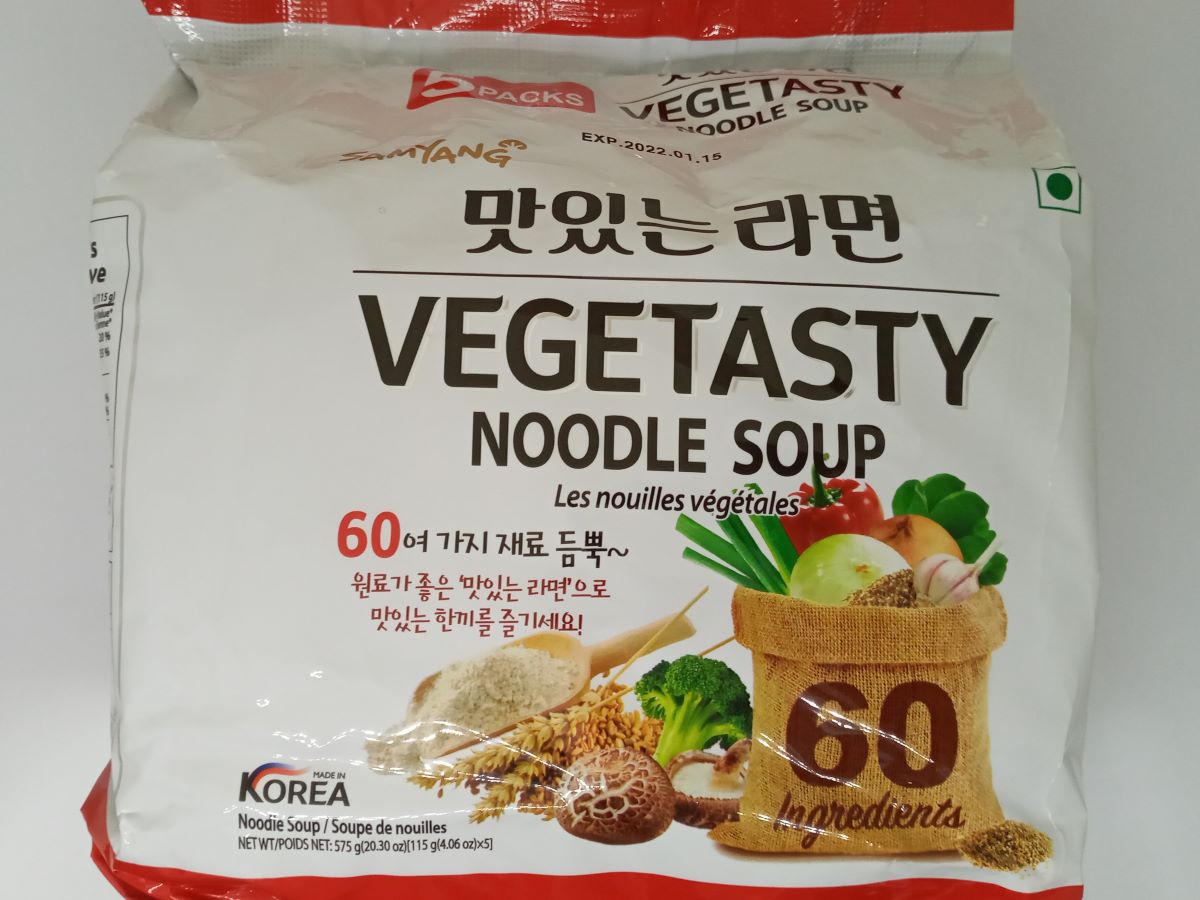 5 PACKS
VEGETASTY
NOODLE SOUP
SAMYANG
EXP.2022.01.15
맛있는라면
VEGETASTY
NOODLE SOUP
Les nouilles végétales
60여 가지 재료 듬뿍~
원료가 좋은 '맛있는 라면'으로
맛있는 한끼를 즐기세요!
60
Ingredients
MADE IN
KOREA
Noodle Soup / Soupe de nouilles
NET WT/POIDS NET: 575 g(20.30 oz)[115 g(4.06 oz)x5]